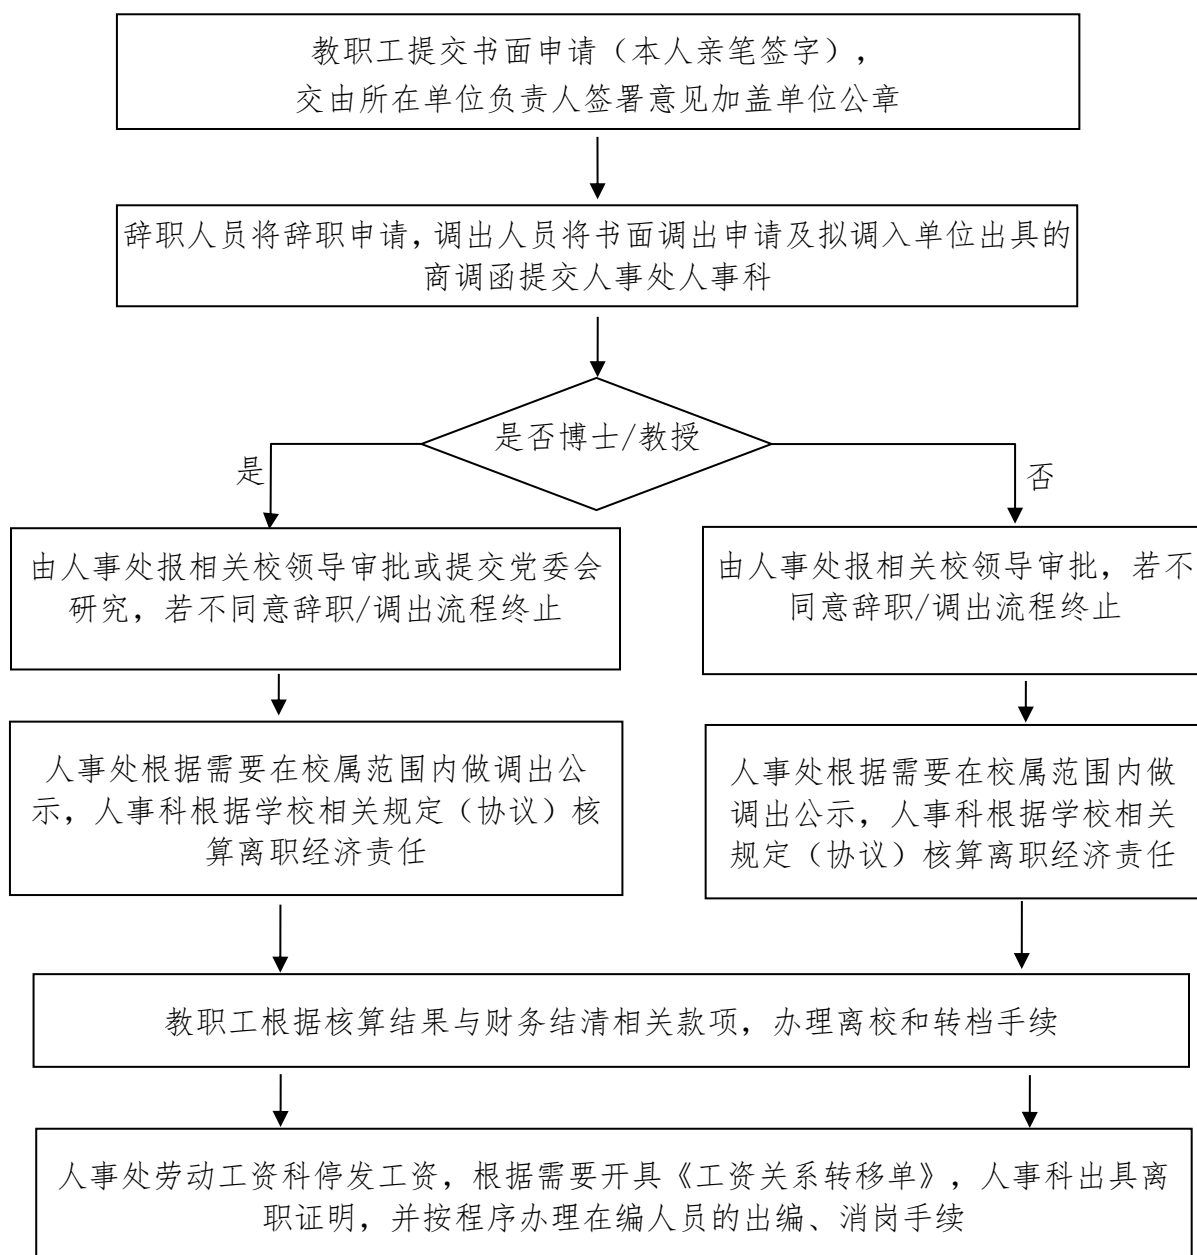 教职工提交书面申请（本人亲笔签字），
交由所在单位负责人签署意见加盖单位公章
辞职人员将辞职申请，调出人员将书面调出申请及拟调入单位出具的
商调函提交人事处人事科
是否博士/教授
是
否
由人事处报相关校领导审批或提交党委会
研究，若不同意辞职/调出流程终止
由人事处报相关校领导审批，若不
同意辞职/调出流程终止
人事处根据需要在校属范围内做调出公
示，人事科根据学校相关规定（协议）核
算离职经济责任
人事处根据需要在校属范围内做
调出公示，人事科根据学校相关
规定（协议）核算离职经济责任
教职工根据核算结果与财务结清相关款项，办理离校和转档手续
人事处劳动工资科停发工资，根据需要开具《工资关系转移单》，人事科出具离
职证明，并按程序办理在编人员的出编、消岗手续